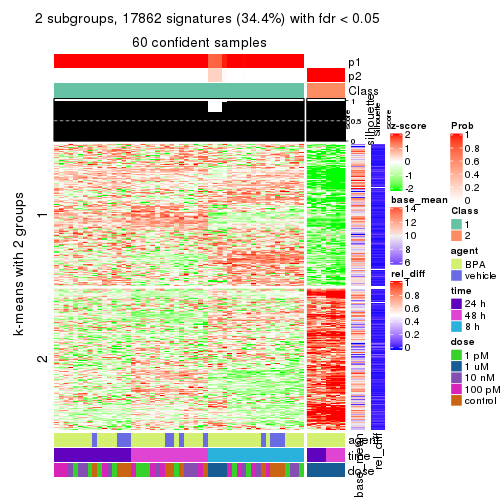 2 subgroups, 17862 signatures (34.4%) with fdr < 0.05
60 confident samples
p1
p2
Class
silhouette
score
1
0.5
0
k-means with 2 groups
1
2
agent
time
dose
base_mean
rel_diff
z-score
2
1
0
-1
-2
base_mean
14
12
10
8
6
rel_diff
1
0.8
0.6
0.4
0.2
0
Prob
1
0.8
0.6
0.4
0.2
0
Class
1
2
agent
BPA
vehicle
time
24 h
48 h
8 h
dose
1 pM
1 uM
10 nM
100 pM
control